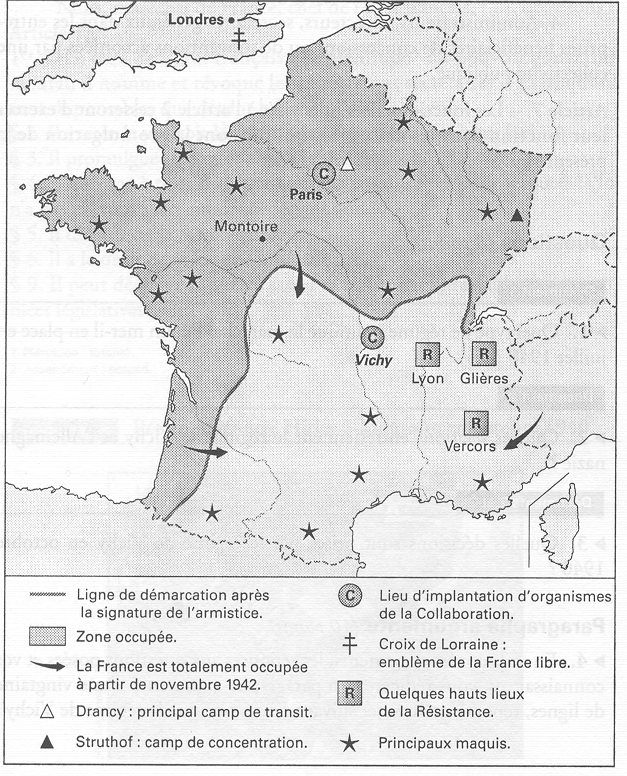 Londres
C
Paris
Montoire
C
Vichy
R
Lyon
R
Glières
R
Vercors
Ligne de démarcation après
la signature de l'armistice.
Zone occupée.
La France est totalement occupée
à partir de novembre 1942.
Drancy : principal camp de transit.
Struthof : camp de concentration.
C
Lieu d'implantation d'organismes
de la Collaboration.
Croix de Lorraine :
emblème de la France libre.
R
Quelques hauts lieux
de la Résistance.
Principaux maquis.